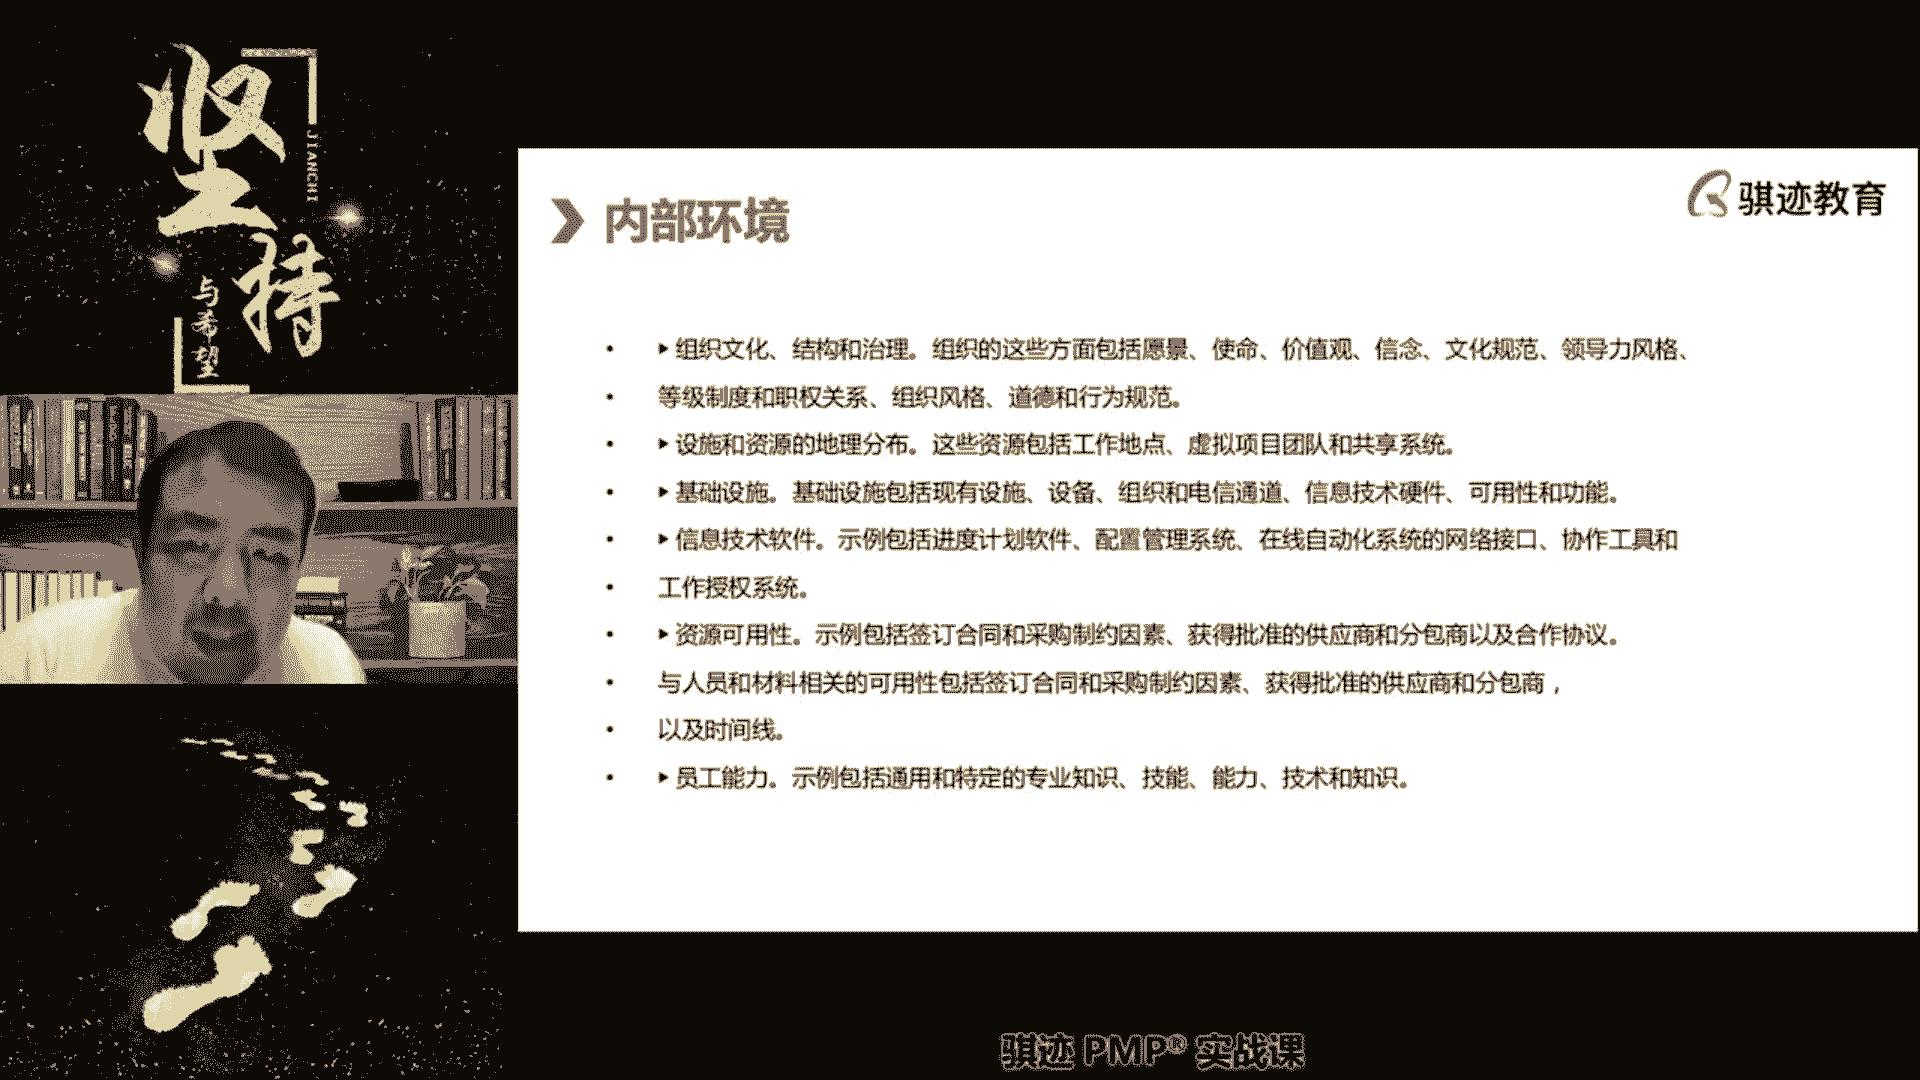 坚持
JIANCHI
与希望
骐迹教育
内部环境
• ▸组织文化、结构和治理。组织的这些方面包括愿景、使命、价值观、信念、文化规范、领导力风格、
• 等级制度和职权关系、组织风格、道德和行为规范。
• ▸设施和资源的地理分布。这些资源包括工作地点、虚拟项目团队和共享系统。
• ▸基础设施。基础设施包括现有设施、设备、组织和电信通道、信息技术硬件、可用性和功能。
• ▸信息技术软件。示例包括进度计划软件、配置管理系统、在线自动化系统的网络接口、协作工具和
• 工作授权系统。
• ▸资源可用性。示例包括签订合同和采购制约因素、获得批准的供应商和分包商以及合作协议。
• 与人员和材料相关的可用性包括签订合同和采购制约因素、获得批准的供应商和分包商，
• 以及时间线。
• ▸员工能力。示例包括通用和特定的专业知识、技能、能力、技术和知识。
骐迹 PMP® 实战课